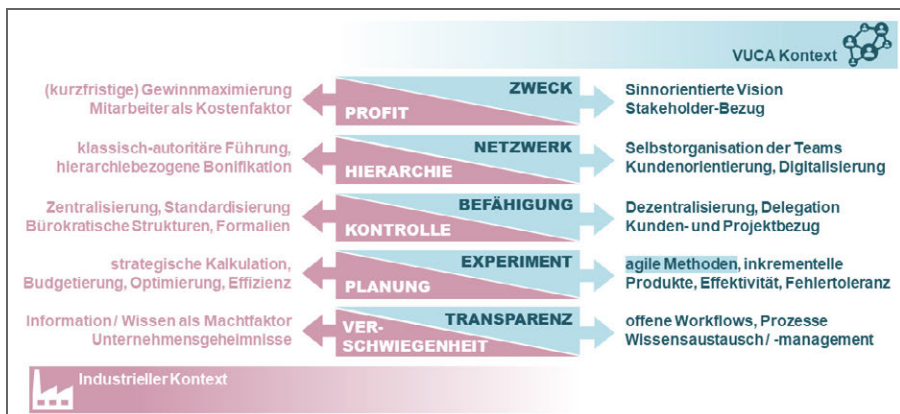 VUCA Kontext
(kurzfristige) Gewinnmaximierung
Mitarbeiter als Kostenfaktor
ZWECK
PROFIT
Sinnorientierte Vision
Stakeholder-Bezug
klassisch-autoritäre Führung,
hierarchiebezogene Bonifikation
NETZWERK
HIERARCHIE
Selbstorganisation der Teams
Kundenorientierung, Digitalisierung
Zentralisierung, Standardisierung
Bürokratische Strukturen, Formalien
BEFÄHIGUNG
KONTROLLE
Dezentralisierung, Delegation
Kunden- und Projektbezug
strategische Kalkulation,
Budgetierung, Optimierung, Effizienz
EXPERIMENT
PLANUNG
agile Methoden, inkrementelle
Produkte, Effektivität, Fehlertoleranz
Information / Wissen als Machtfaktor
Unternehmensgeheimnisse
TRANSPARENZ
VER-
SCHWIEGENHEIT
offene Workflows, Prozesse
Wissensaustausch / -management
Industrieller Kontext